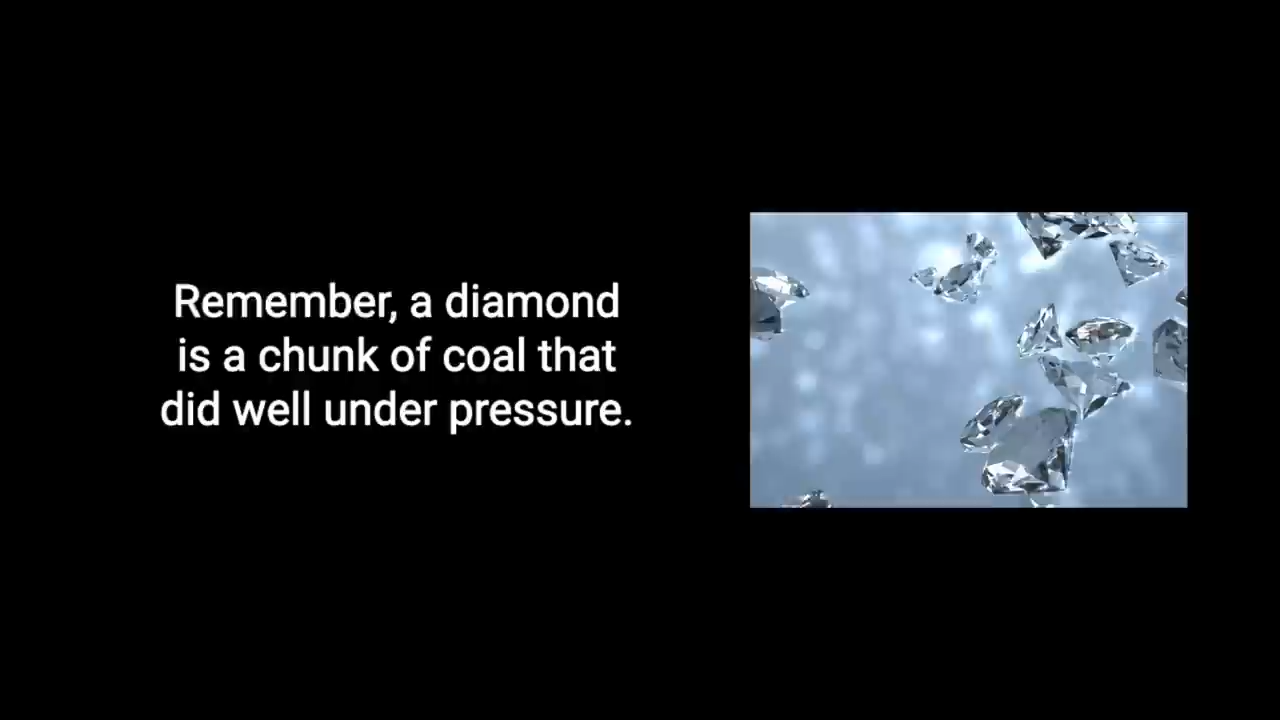 Remember, a diamond
is a chunk of coal that
did well under pressure.